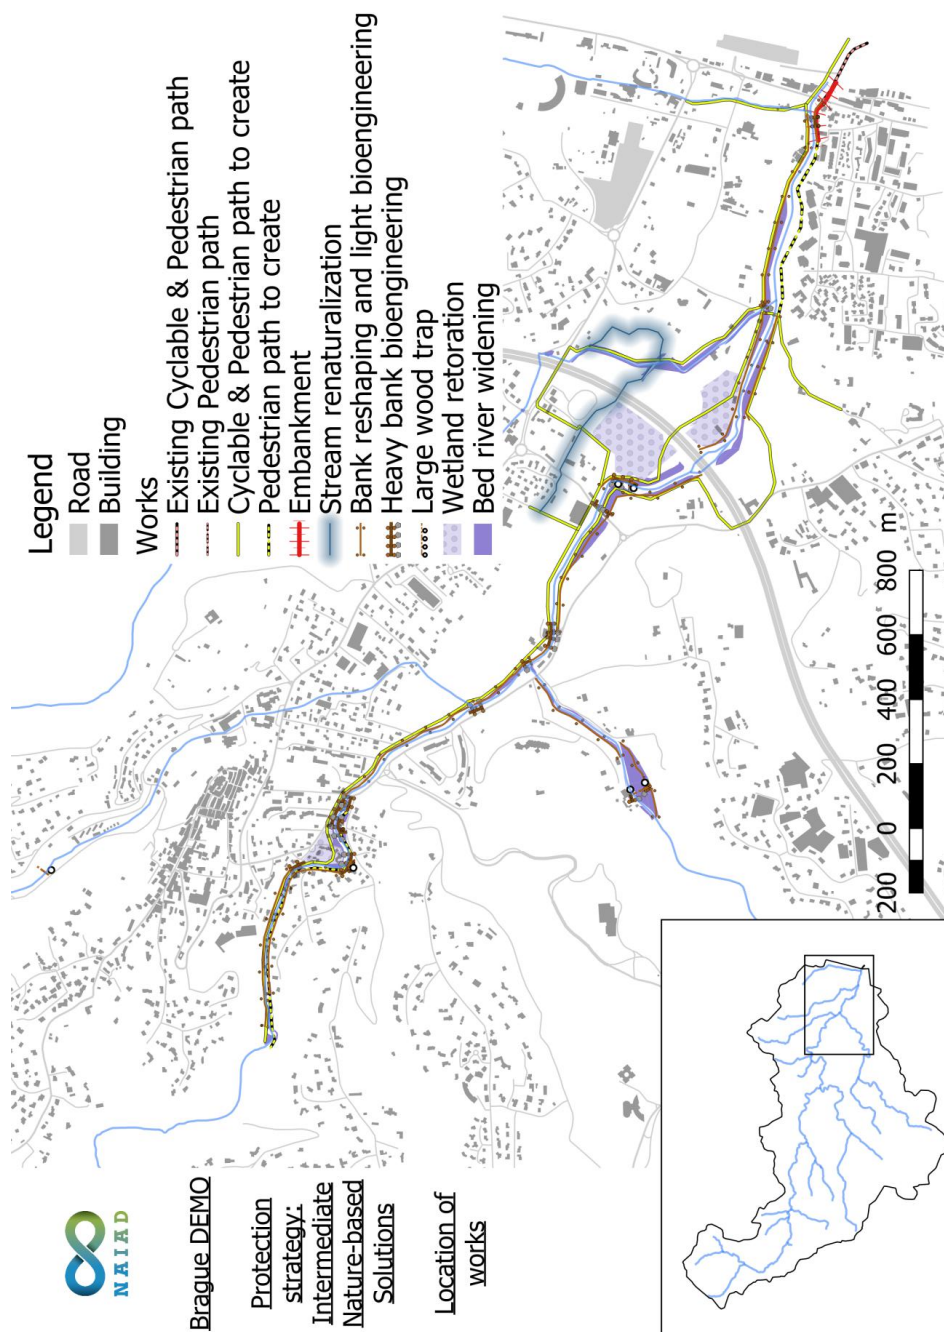 NAIAD
Brague DEMO
Protection
strategy:
Intermediate
Nature-based
Solutions
Location of
works
Legend
Road
Building
Works
Existing Cyclable & Pedestrian path
Existing Pedestrian path
Cyclable & Pedestrian path to create
Pedestrian path to create
Embankment
Stream renaturalization
Bank reshaping and light bioengineering
Heavy bank bioengineering
Large wood trap
Wetland retoration
Bed river widening
200 0 200 400 600 800 m